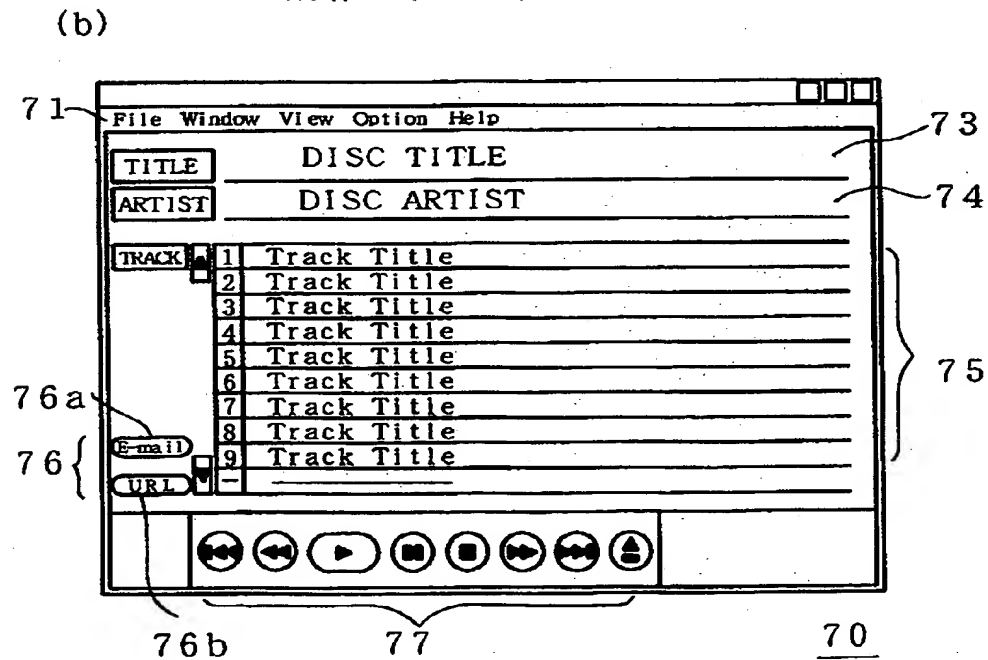 (b)
71 File Window View Option Help
TITLE DISC TITLE 73
ARTIST DISC ARTIST 74
TRACK 1 Track Title
2 Track Title
3 Track Title
4 Track Title
5 Track Title
6 Track Title
7 Track Title
8 Track Title
9 Track Title
75
76a
E-mail
76
URL
76b 77 70